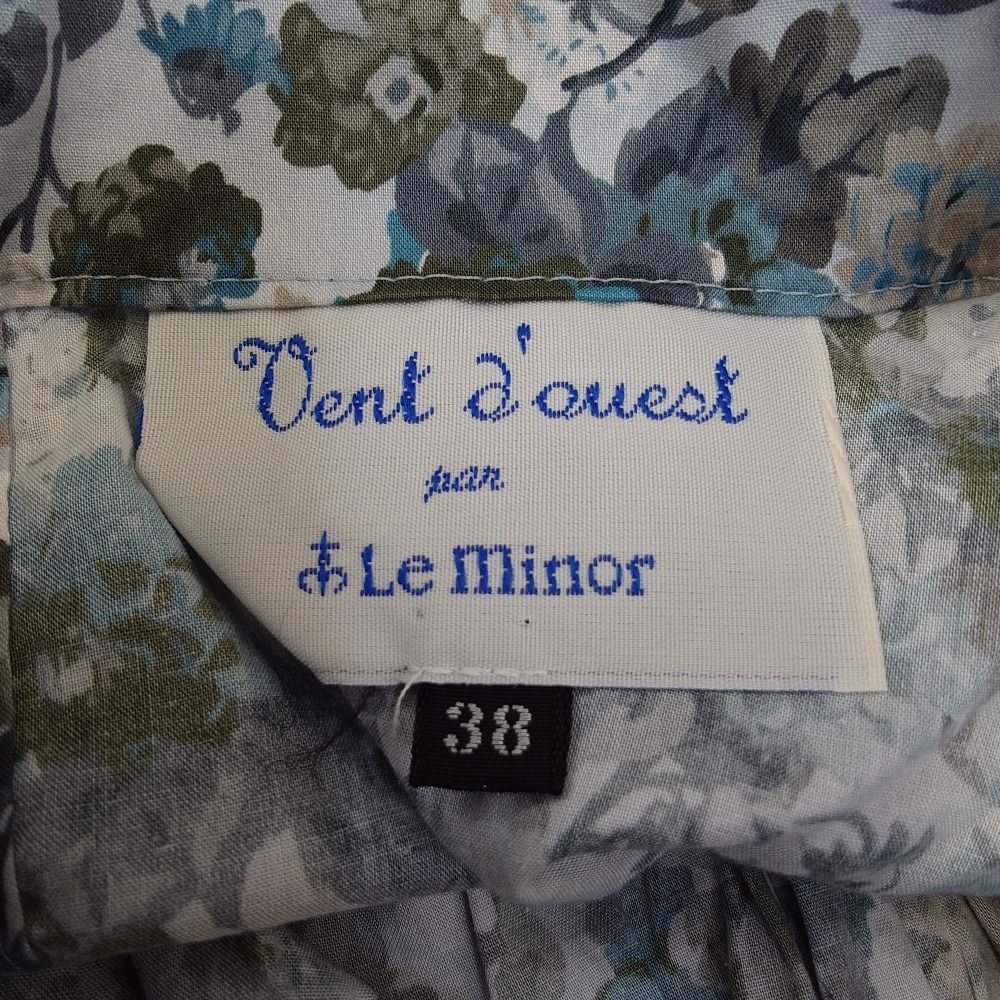 Vent d'ouest
par
Le Minor
38